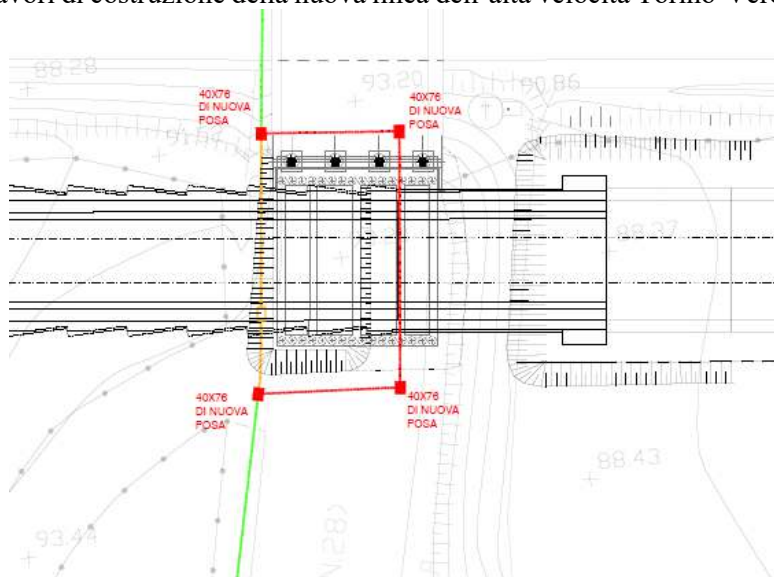 avori di costruzione della nuova linea dell'alta velocità Torino-Ver
88.28
93.20
90.86
40X76
DI NUOVA
POSA
40X76
DI NUOVA
POSA
88.37
40X76
DI NUOVA
POSA
40X76
DI NUOVA
POSA
88.43
93.44